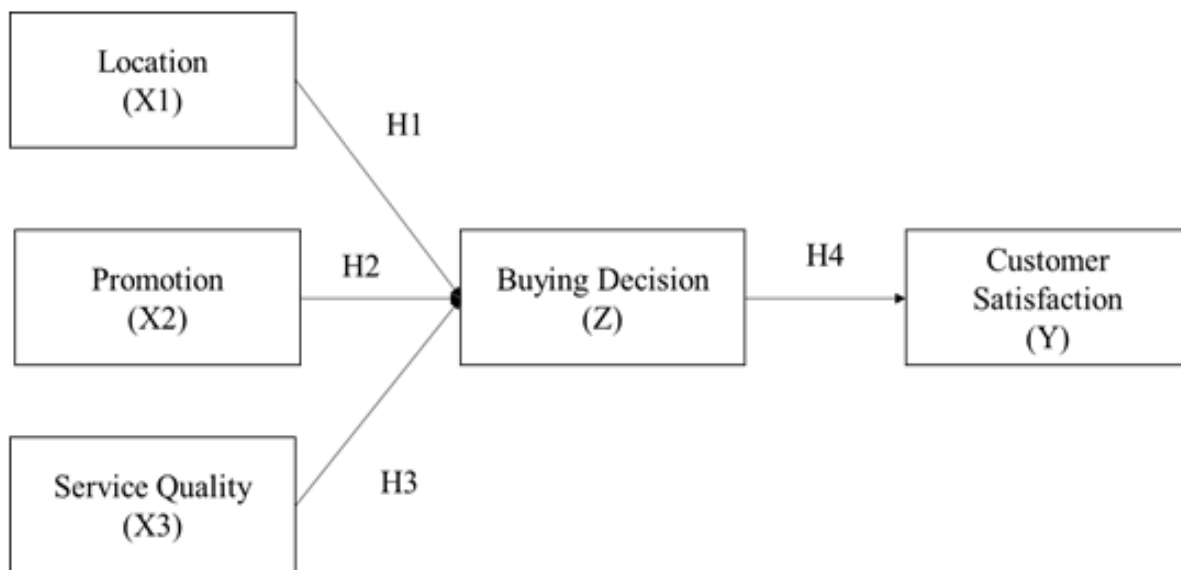 Location
(X1)
H1
Promotion
(X2)
H2
Buying Decision
(Z)
H4
Customer
Satisfaction
(Y)
Service Quality
(X3)
H3